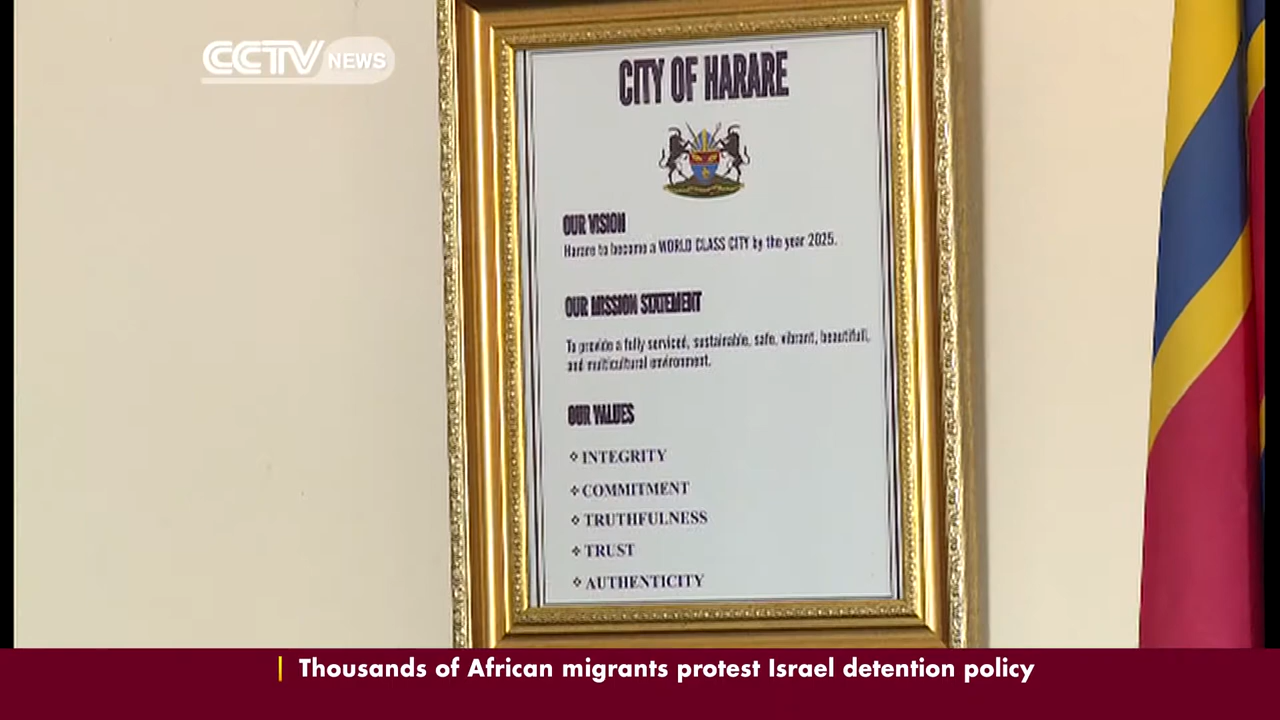 CCTV NEWS
CITY OF HARARE
OUR VISION
Harare to become a WORLD CLASS CITY by the year 2025.
OUR MISSION STATEMENT
To provide a fully serviced, sustainable, safe, vibrant, beautifull,
and multicultural environment.
OUR VALUES
❖ INTEGRITY
❖ COMMITMENT
❖ TRUTHFULNESS
❖ TRUST
❖ AUTHENTICITY
| Thousands of African migrants protest Israel detention policy